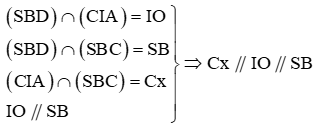 (SBD)∩(CIA)=IO
(SBD)∩(SBC)=SB
(CIA)∩(SBC)=Cx
IO // SB
} ⇒ Cx // IO // SB